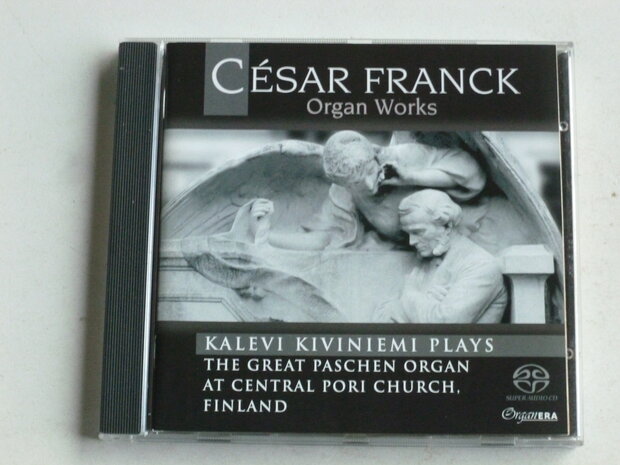 CÉSAR FRANCK
Organ Works
KALEVI KIVINIEMI PLAYS
THE GREAT PASCHEN ORGAN
AT CENTRAL PORI CHURCH,
FINLAND
SUPER AUDIO CD
OrganERA